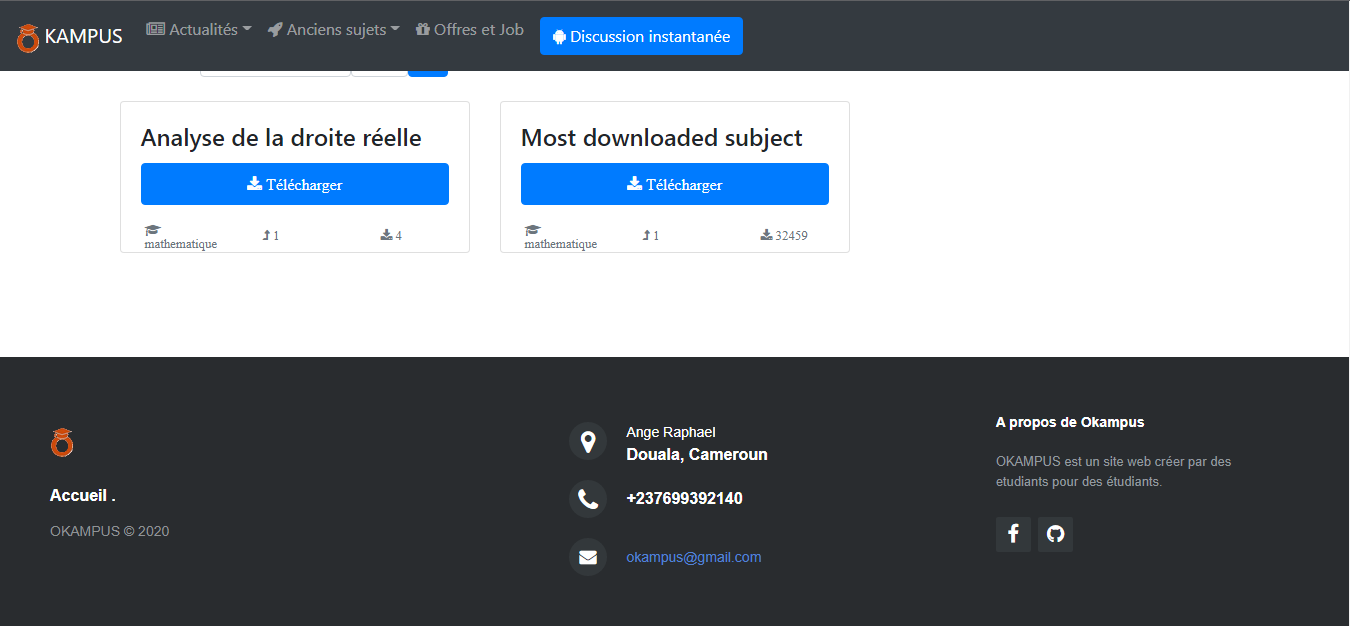 KAMPUS Actualités Anciens sujets Offres et Job Discussion instantanée
Analyse de la droite réelle
Télécharger
mathematique 1 4
Most downloaded subject
Télécharger
mathematique 1 32459
Accueil .
OKAMPUS © 2020
Ange Raphael
Douala, Cameroun
+237699392140
okampus@gmail.com
A propos de Okampus
OKAMPUS est un site web créer par des
etudiants pour des étudiants.